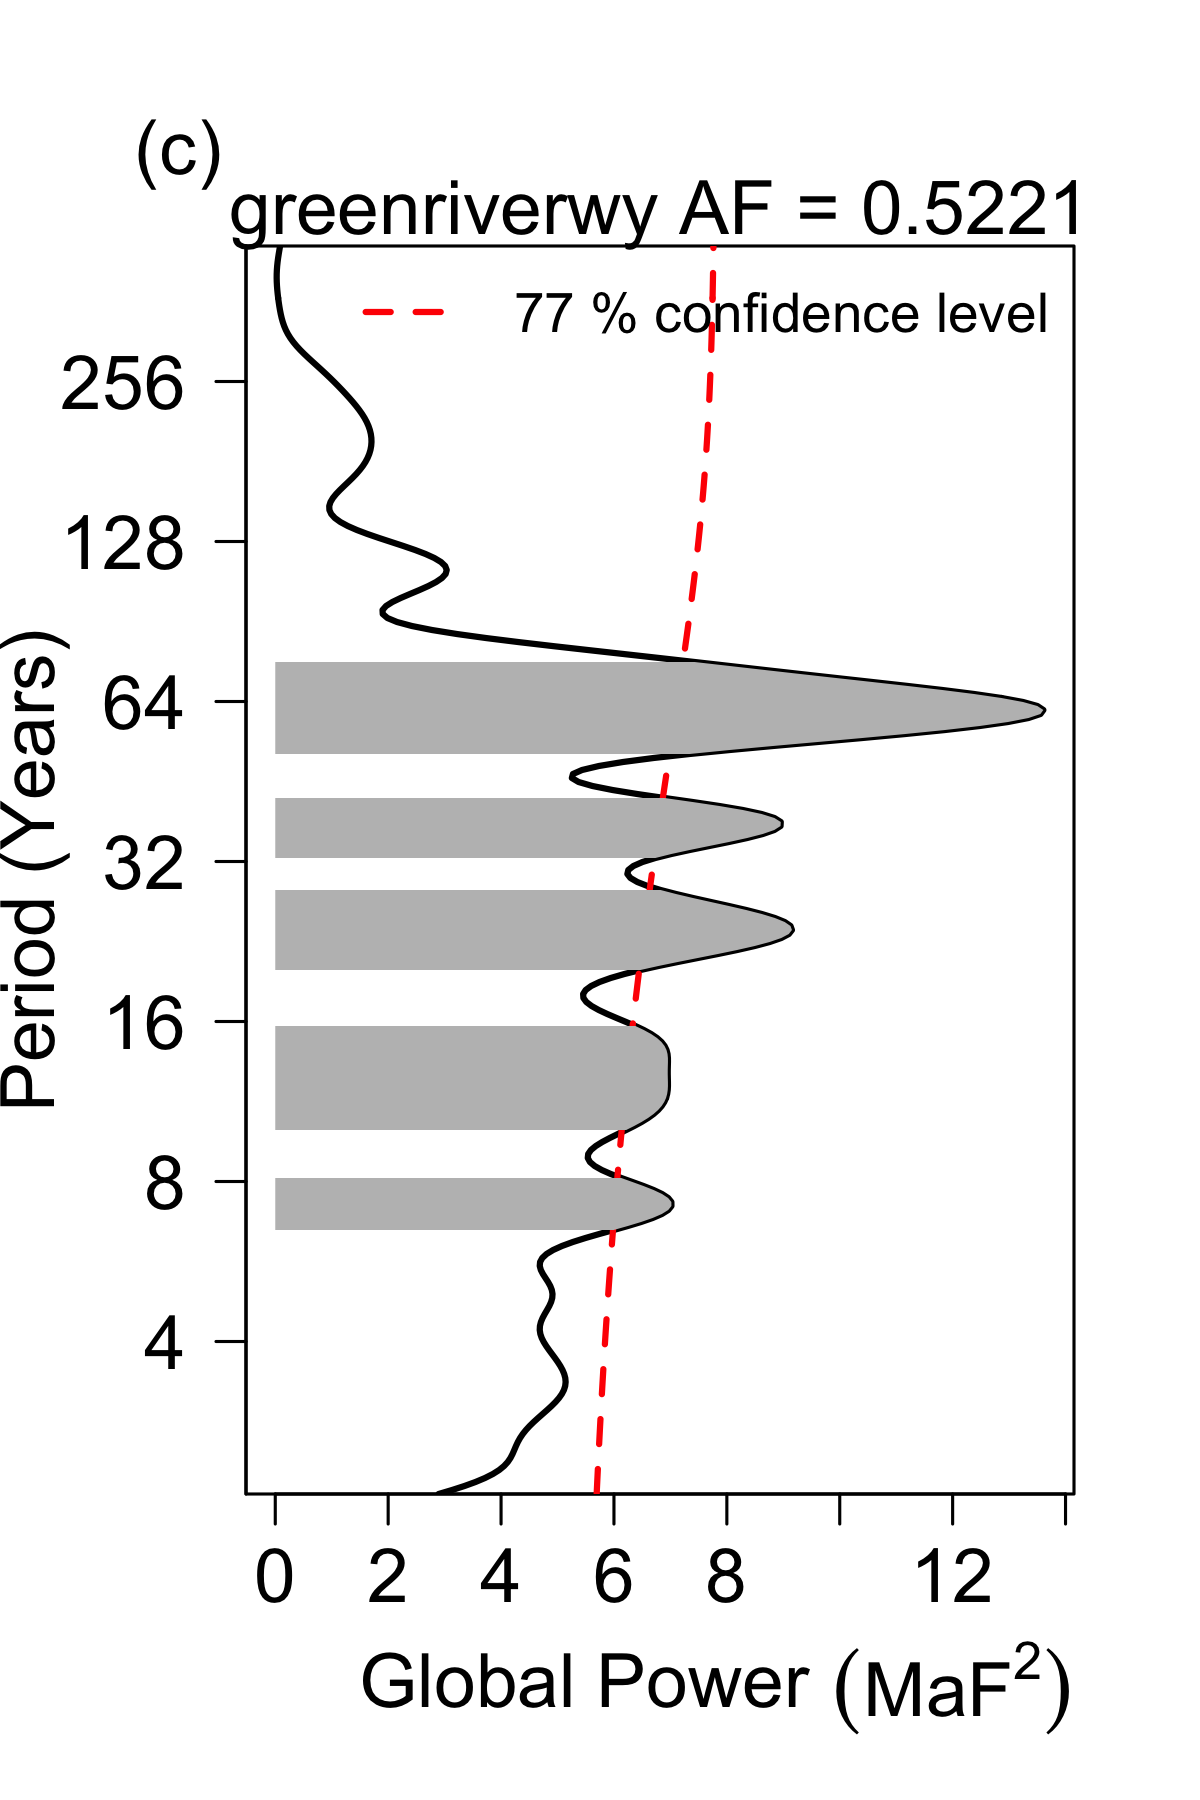 (c)
greenriverwy AF = 0.5221
77 % confidence level
256
128
64
32
16
8
4
Period (Years)
0 2 4 6 8 12
Global Power (MaF²)